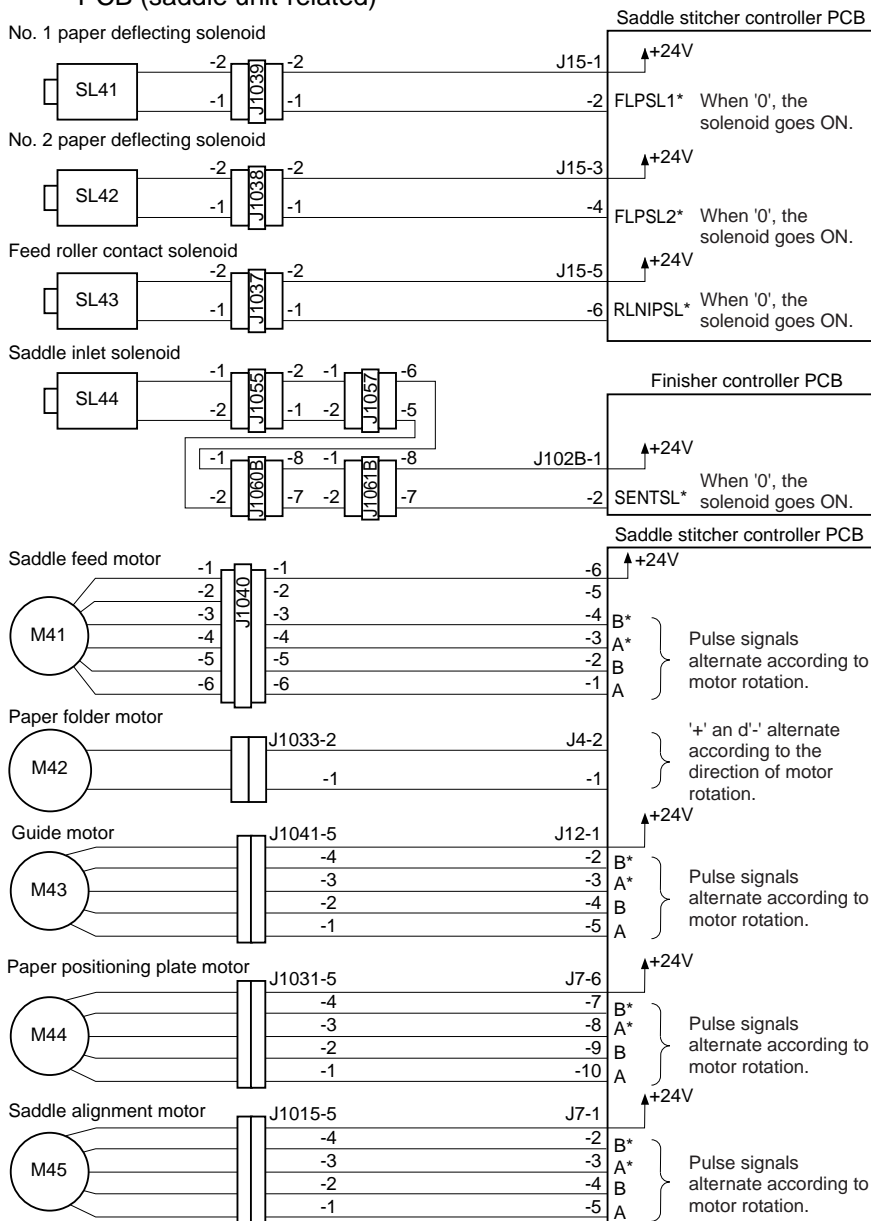 PCB (saddle unit related)
Saddle stitcher controller PCB
No. 1 paper deflecting solenoid
SL41
-2 -2 J15-1 +24V
J1039
-1 -1 -2 FLPSL1* When '0', the
solenoid goes ON.
No. 2 paper deflecting solenoid
SL42
-2 -2 J15-3 +24V
J1038
-1 -1 -4 FLPSL2* When '0', the
solenoid goes ON.
Feed roller contact solenoid
SL43
-2 -2 J15-5 +24V
J1037
-1 -1 -6 RLNIPSL* When '0', the
solenoid goes ON.
Saddle inlet solenoid
SL44
-1 -2 -1 -6
J1055 J1057
-2 -1 -2 -5
Finisher controller PCB
-1 -8 -1 -8 J102B-1 +24V
J1060B J1061B
-2 -7 -2 -7 -2 SENTSL* When '0', the
solenoid goes ON.
Saddle stitcher controller PCB
Saddle feed motor
M41
J1040
-1 -1 -6 +24V
-2 -2 -5
-3 -3 -4 B*
-4 -4 -3 A*
-5 -5 -2 B
-6 -6 -1 A
Pulse signals
alternate according to
motor rotation.
Paper folder motor
M42
J1033-2 J4-2
-1 -1
'+' an d'-' alternate
according to the
direction of motor
rotation.
Guide motor
M43
J1041-5 J12-1 +24V
-4 -2 B*
-3 -3 A*
-2 -4 B
-1 -5 A
Pulse signals
alternate according to
motor rotation.
Paper positioning plate motor
M44
J1031-5 J7-6 +24V
-4 -7 B*
-3 -8 A*
-2 -9 B
-1 -10 A
Pulse signals
alternate according to
motor rotation.
Saddle alignment motor
M45
J1015-5 J7-1 +24V
-4 -2 B*
-3 -3 A*
-2 -4 B
-1 -5 A
Pulse signals
alternate according to
motor rotation.